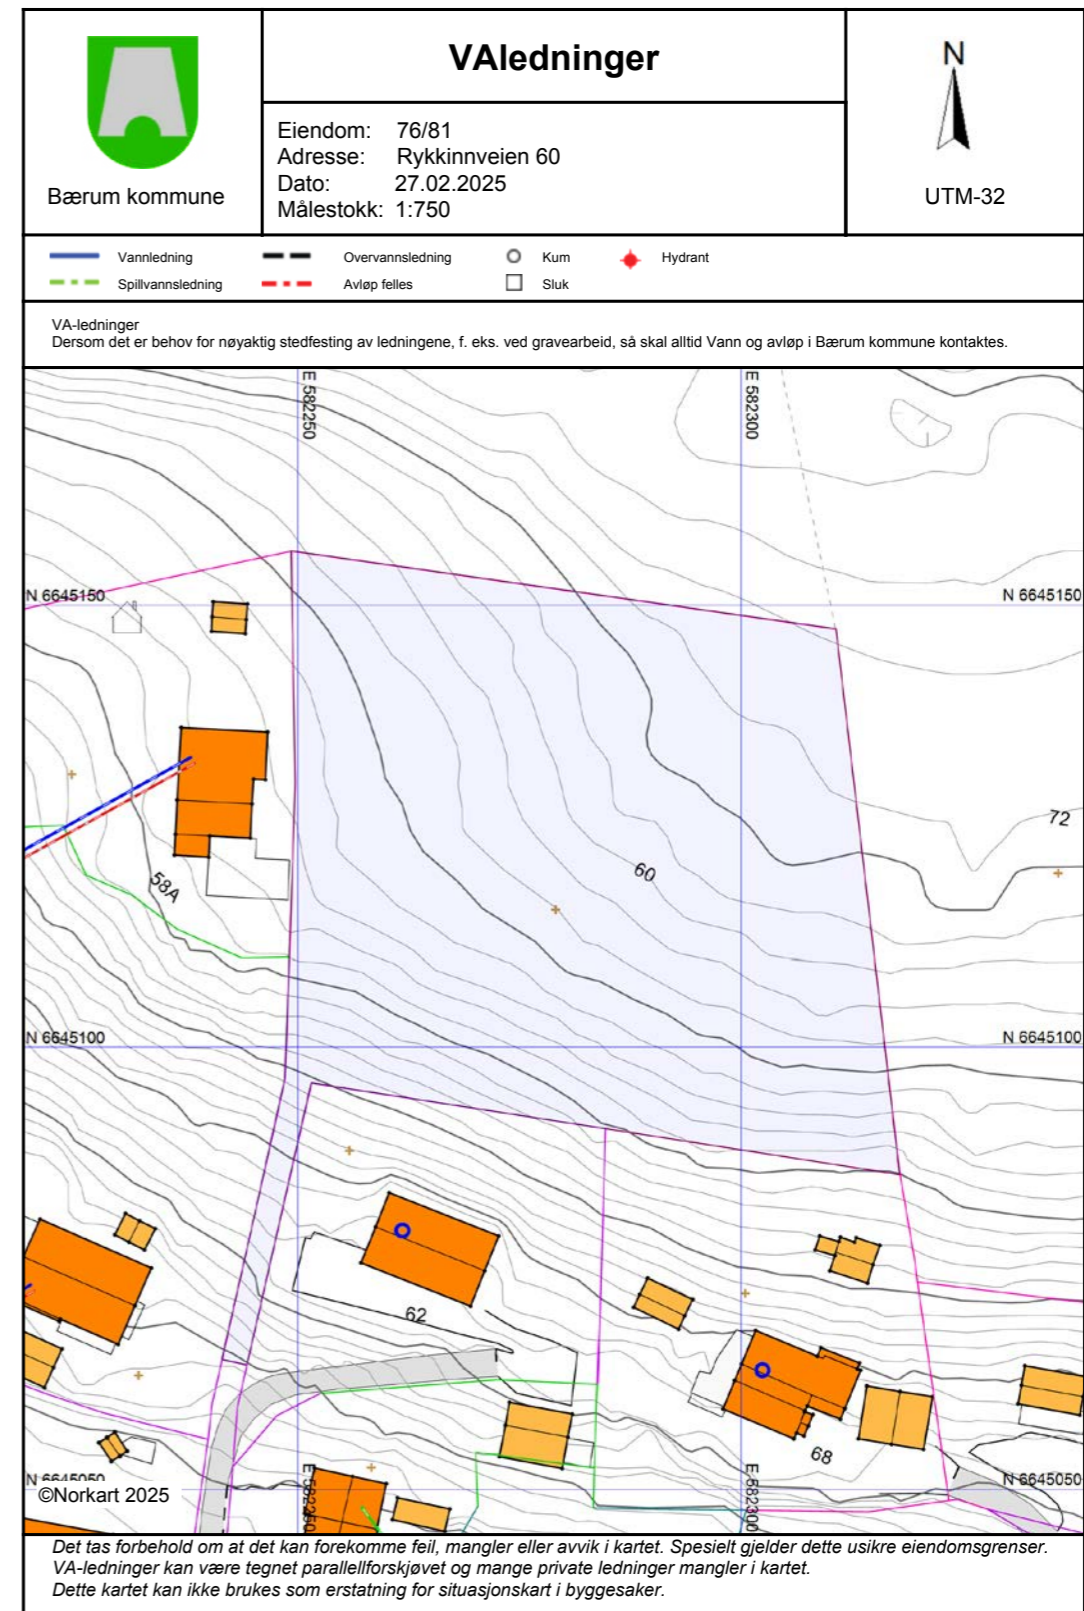 VAledninger
N
Eiendom: 76/81
Adresse: Rykkinnveien 60
Dato: 27.02.2025
Målestokk: 1:750
Bærum kommune
UTM-32
Vannledning
Overvannsledning
Kum
Hydrant
Spillvannsledning
Avløp felles
Sluk
VA-ledninger
Dersom det er behov for nøyaktig stedfesting av ledningene, f. eks. ved gravearbeid, så skal alltid Vann og avløp i Bærum kommune kontaktes.
E 582250
E 582300
N 6645150
N 6645150
72
60
58A
N 6645100
N 6645100
62
68
N 6645050
E 582250
E 582300
N 6645050
©Norkart 2025
Det tas forbehold om at det kan forekomme feil, mangler eller avvik i kartet. Spesielt gjelder dette usikre eiendomsgrenser.
VA-ledninger kan være tegnet parallellforskjøvet og mange private ledninger mangler i kartet.
Dette kartet kan ikke brukes som erstatning for situasjonskart i byggesaker.